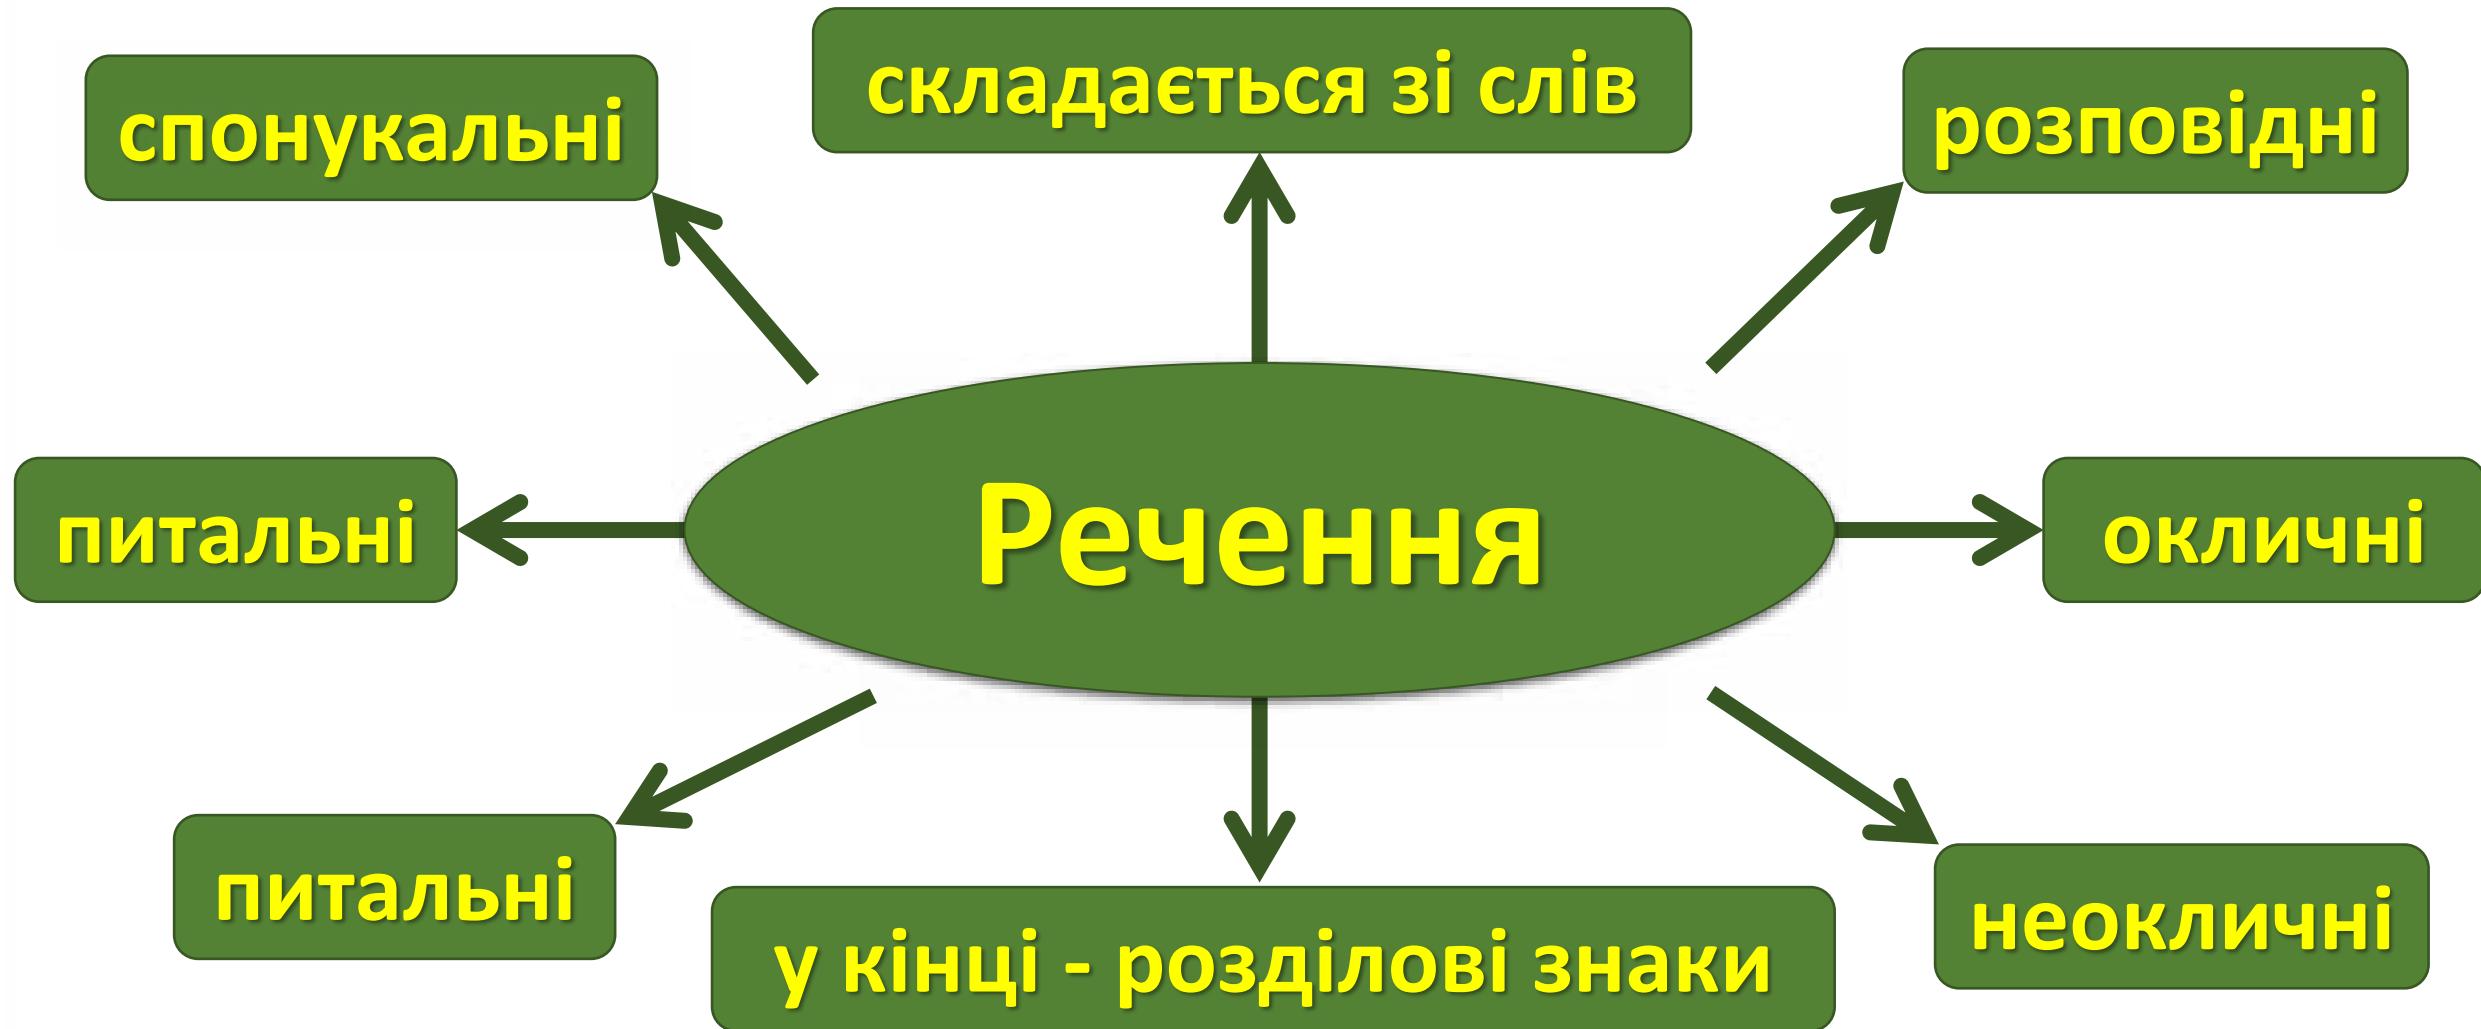 складається зі слів
спонукальні
розповідні
питальні
Речення
окличні
питальні
у кінці - розділові знаки
неокличні